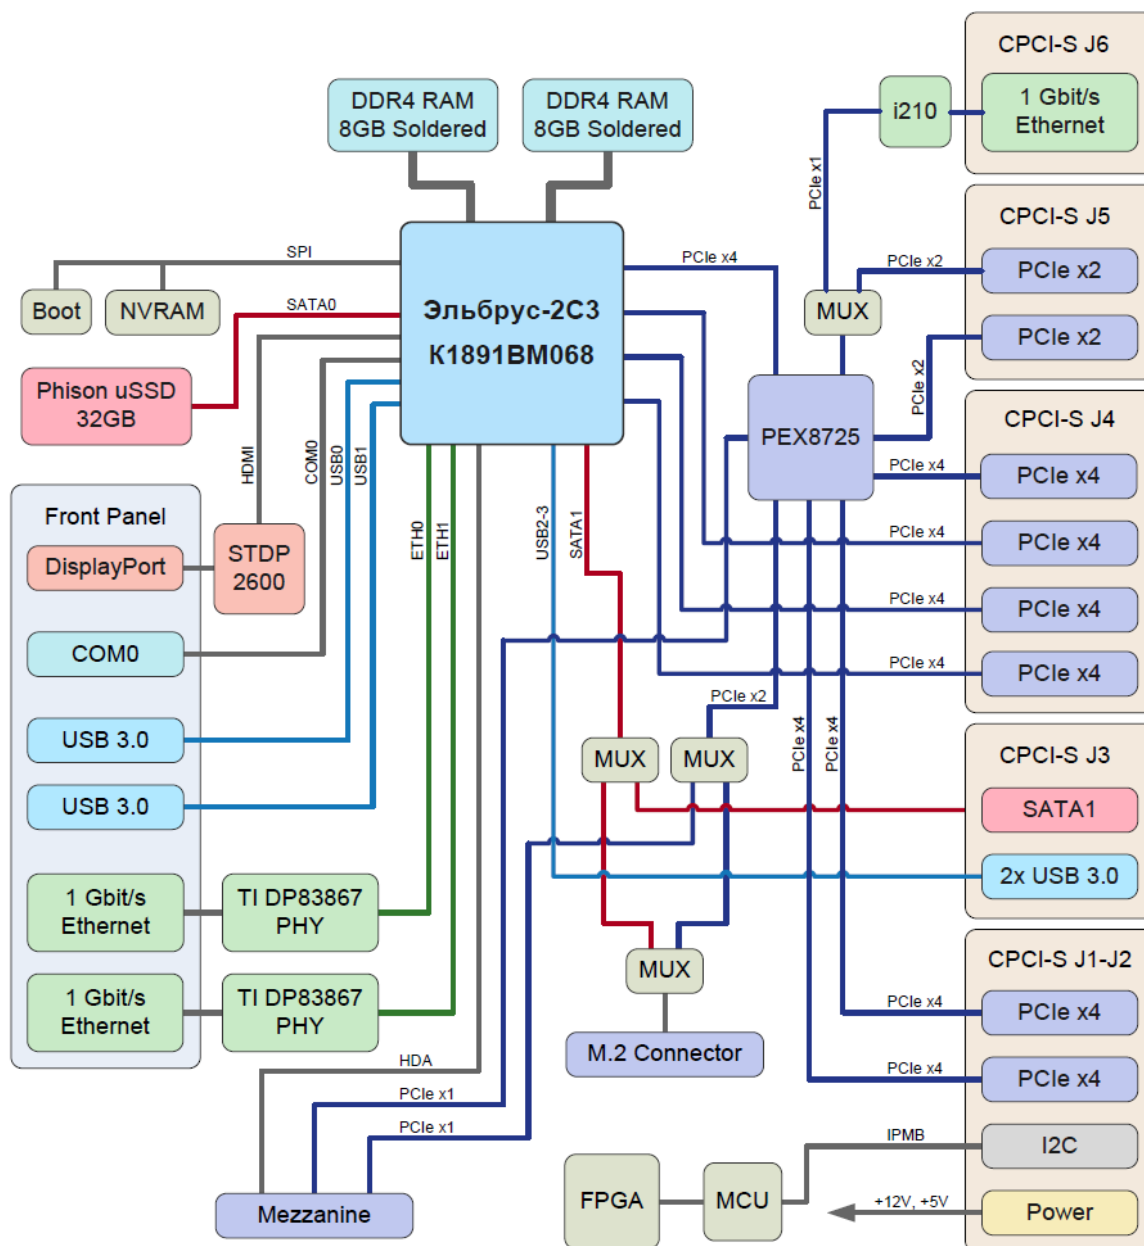 CPCI-S J6
DDR4 RAM
8GB Soldered
DDR4 RAM
8GB Soldered
i210
1 Gbit/s
Ethernet
PCIe x1
CPCI-S J5
SPI
PCIe x4
PCIe x2
PCIe x2
Boot
NVRAM
SATA0
Эльбрус-2С3
К1891ВМ068
MUX
PCIe x2
PCIe x2
Phison uSSD
32GB
HDMI
COM0
USB0
USB1
PEX8725
CPCI-S J4
PCIe x4
PCIe x4
Front Panel
ETH0
ETH1
USB2-3
SATA1
DisplayPort
STDP
2600
PCIe x4
PCIe x4
PCIe x4
PCIe x4
COM0
PCIe x4
PCIe x4
PCIe x2
USB 3.0
MUX
MUX
PCIe x4
PCIe x4
CPCI-S J3
USB 3.0
SATA1
2x USB 3.0
1 Gbit/s
Ethernet
TI DP83867
PHY
MUX
CPCI-S J1-J2
1 Gbit/s
Ethernet
TI DP83867
PHY
PCIe x4
PCIe x4
M.2 Connector
HDA
PCIe x4
PCIe x4
PCIe x1
PCIe x1
IPMB
I2C
FPGA
MCU
Mezzanine
+12V, +5V
Power